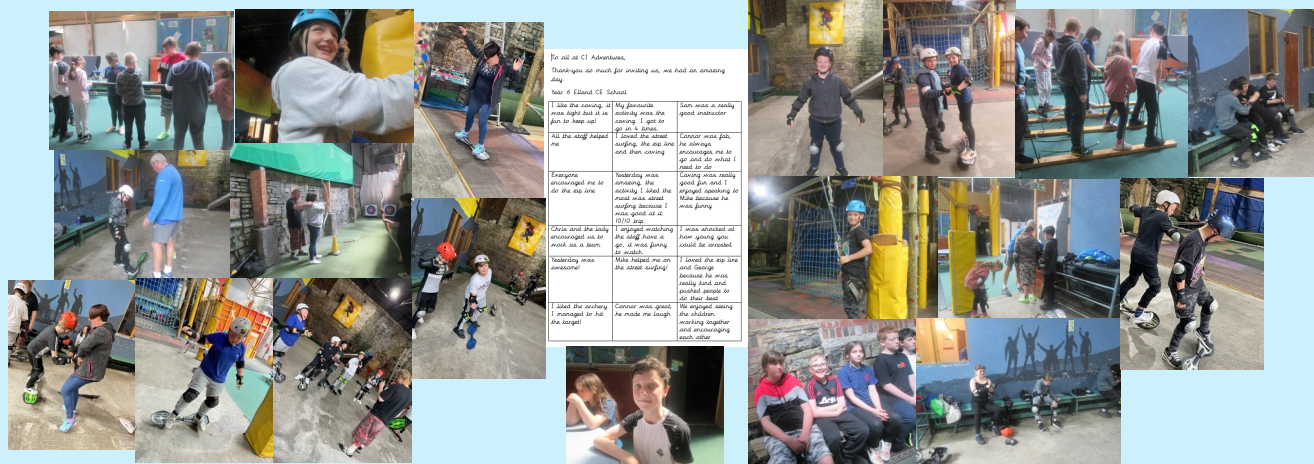 To all at C1 Adventures,
Thank-you so much for inviting us, we had an amazing
day.
Year 6 Elland CE School
I like the caving, it
was tight but it is
fun to keep up!
My favourite
activity was the
caving, I got to
go in 4 times.
Sam was a really
good instructor
All the staff helped
me
I loved the street
surfing, the zip line
and then caving
Connor was fab,
he always
encourages me to
go and do what I
need to do
Everyone
encouraged me to
do the zip line
Yesterday was
amazing, the
activity I liked the
most was street
surfing because I
was good at it
10/10 trip
Caving was really
good fun and I
enjoyed speaking to
Mike because he
was funny
Chris and the lady
encouraged us to
work as a team
I enjoyed watching
the staff have a
go, it was funny
to watch
I was shocked at
how young you
could be arrested
Yesterday was
awesome!
Mike helped me on
the street surfing!
I loved the zip line
and George
because he was
really kind and
pushed people to
do their best
I liked the archery.
I managed to hit
the target!
Connor was great,
he made me laugh
We enjoyed seeing
the children
working together
and encouraging
each other